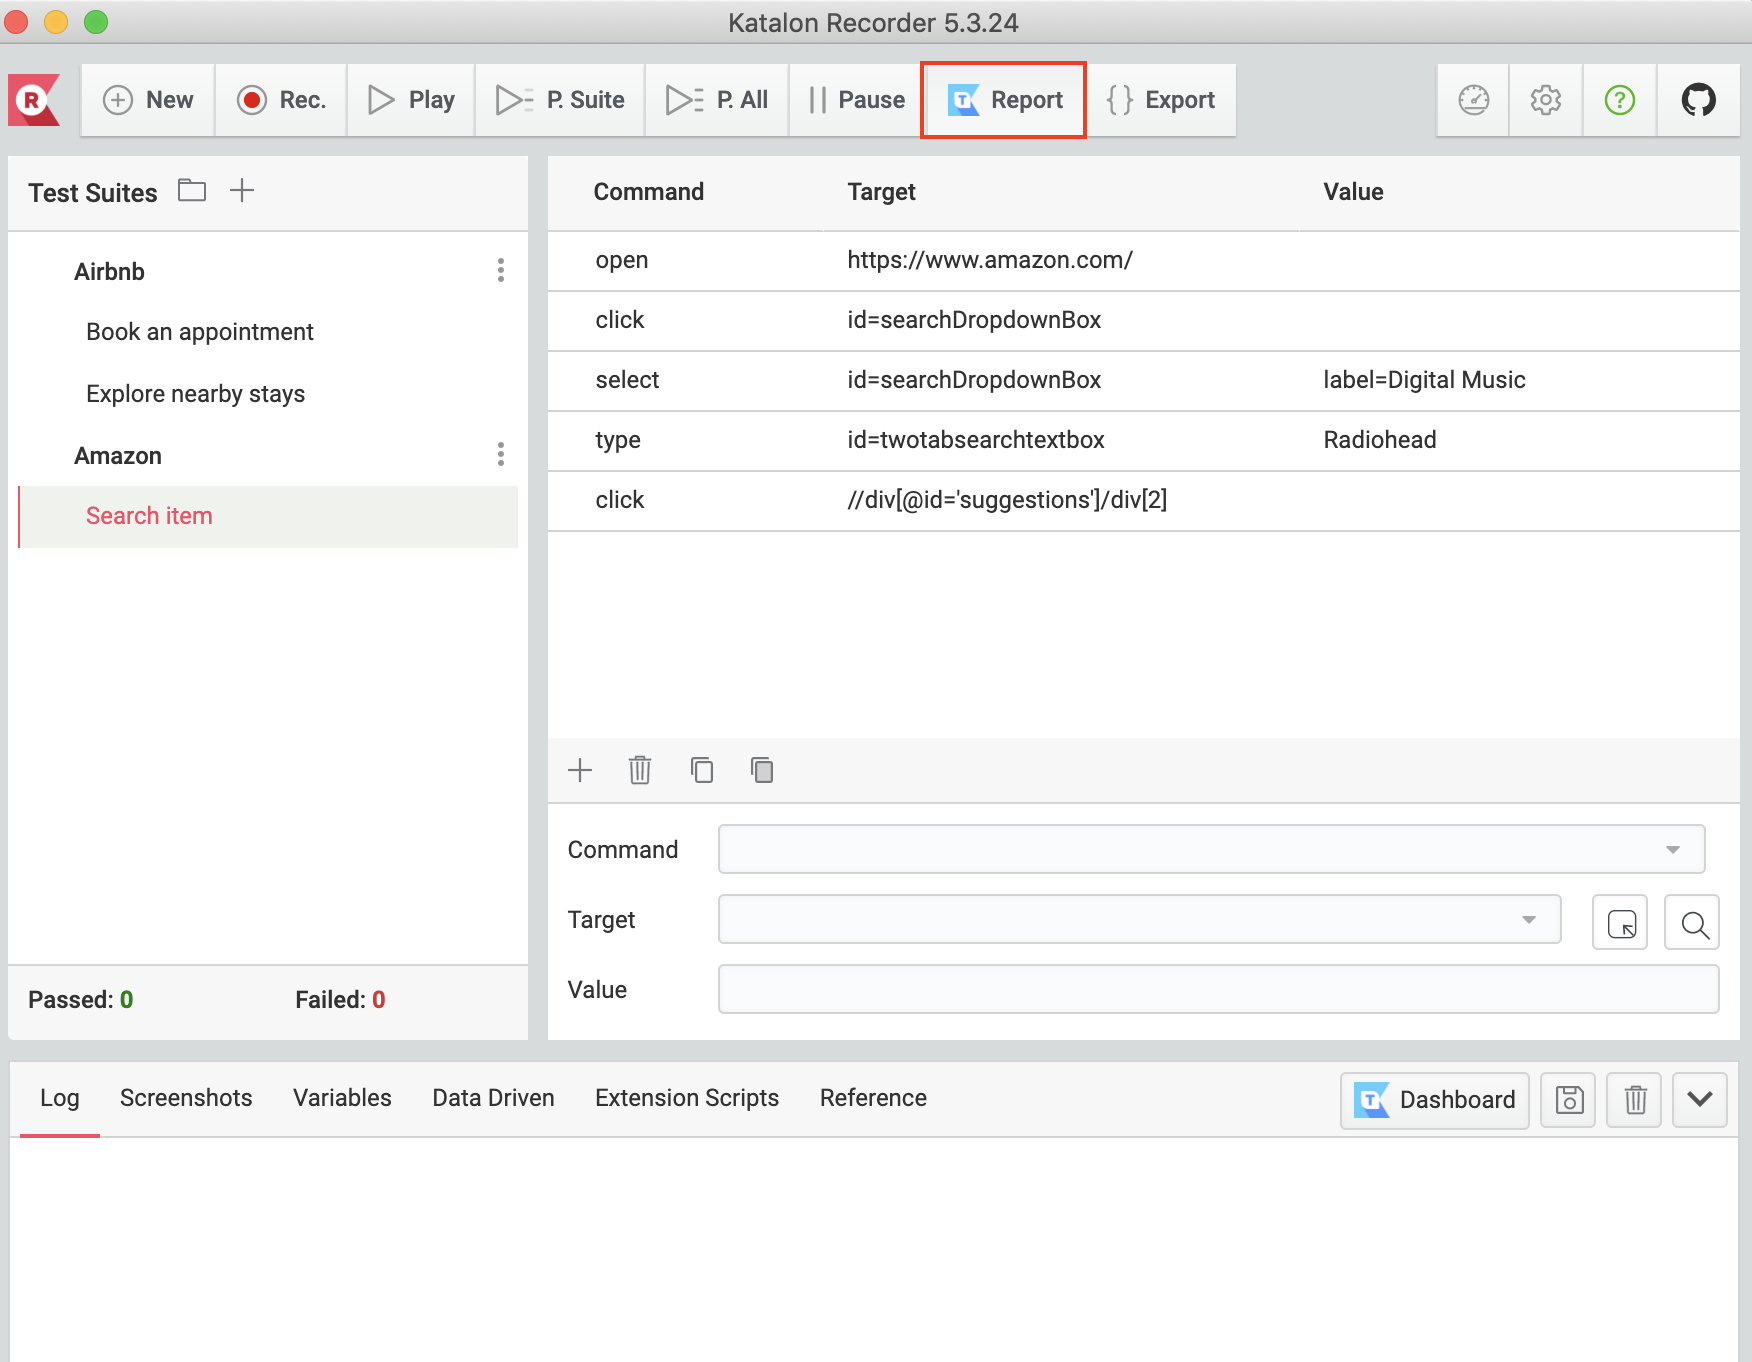 Katalon Recorder 5.3.24
R New Rec. Play P. Suite P. All Pause T Report { } Export ?
Test Suites
Command Target Value
Airbnb
open https://www.amazon.com/
Book an appointment
click id=searchDropdownBox
Explore nearby stays
select id=searchDropdownBox label=Digital Music
Amazon
type id=twotabsearchtextbox Radiohead
Search item
click //div[@id='suggestions']/div[2]
Command
Target
Value
Passed: 0 Failed: 0
Log Screenshots Variables Data Driven Extension Scripts Reference T Dashboard